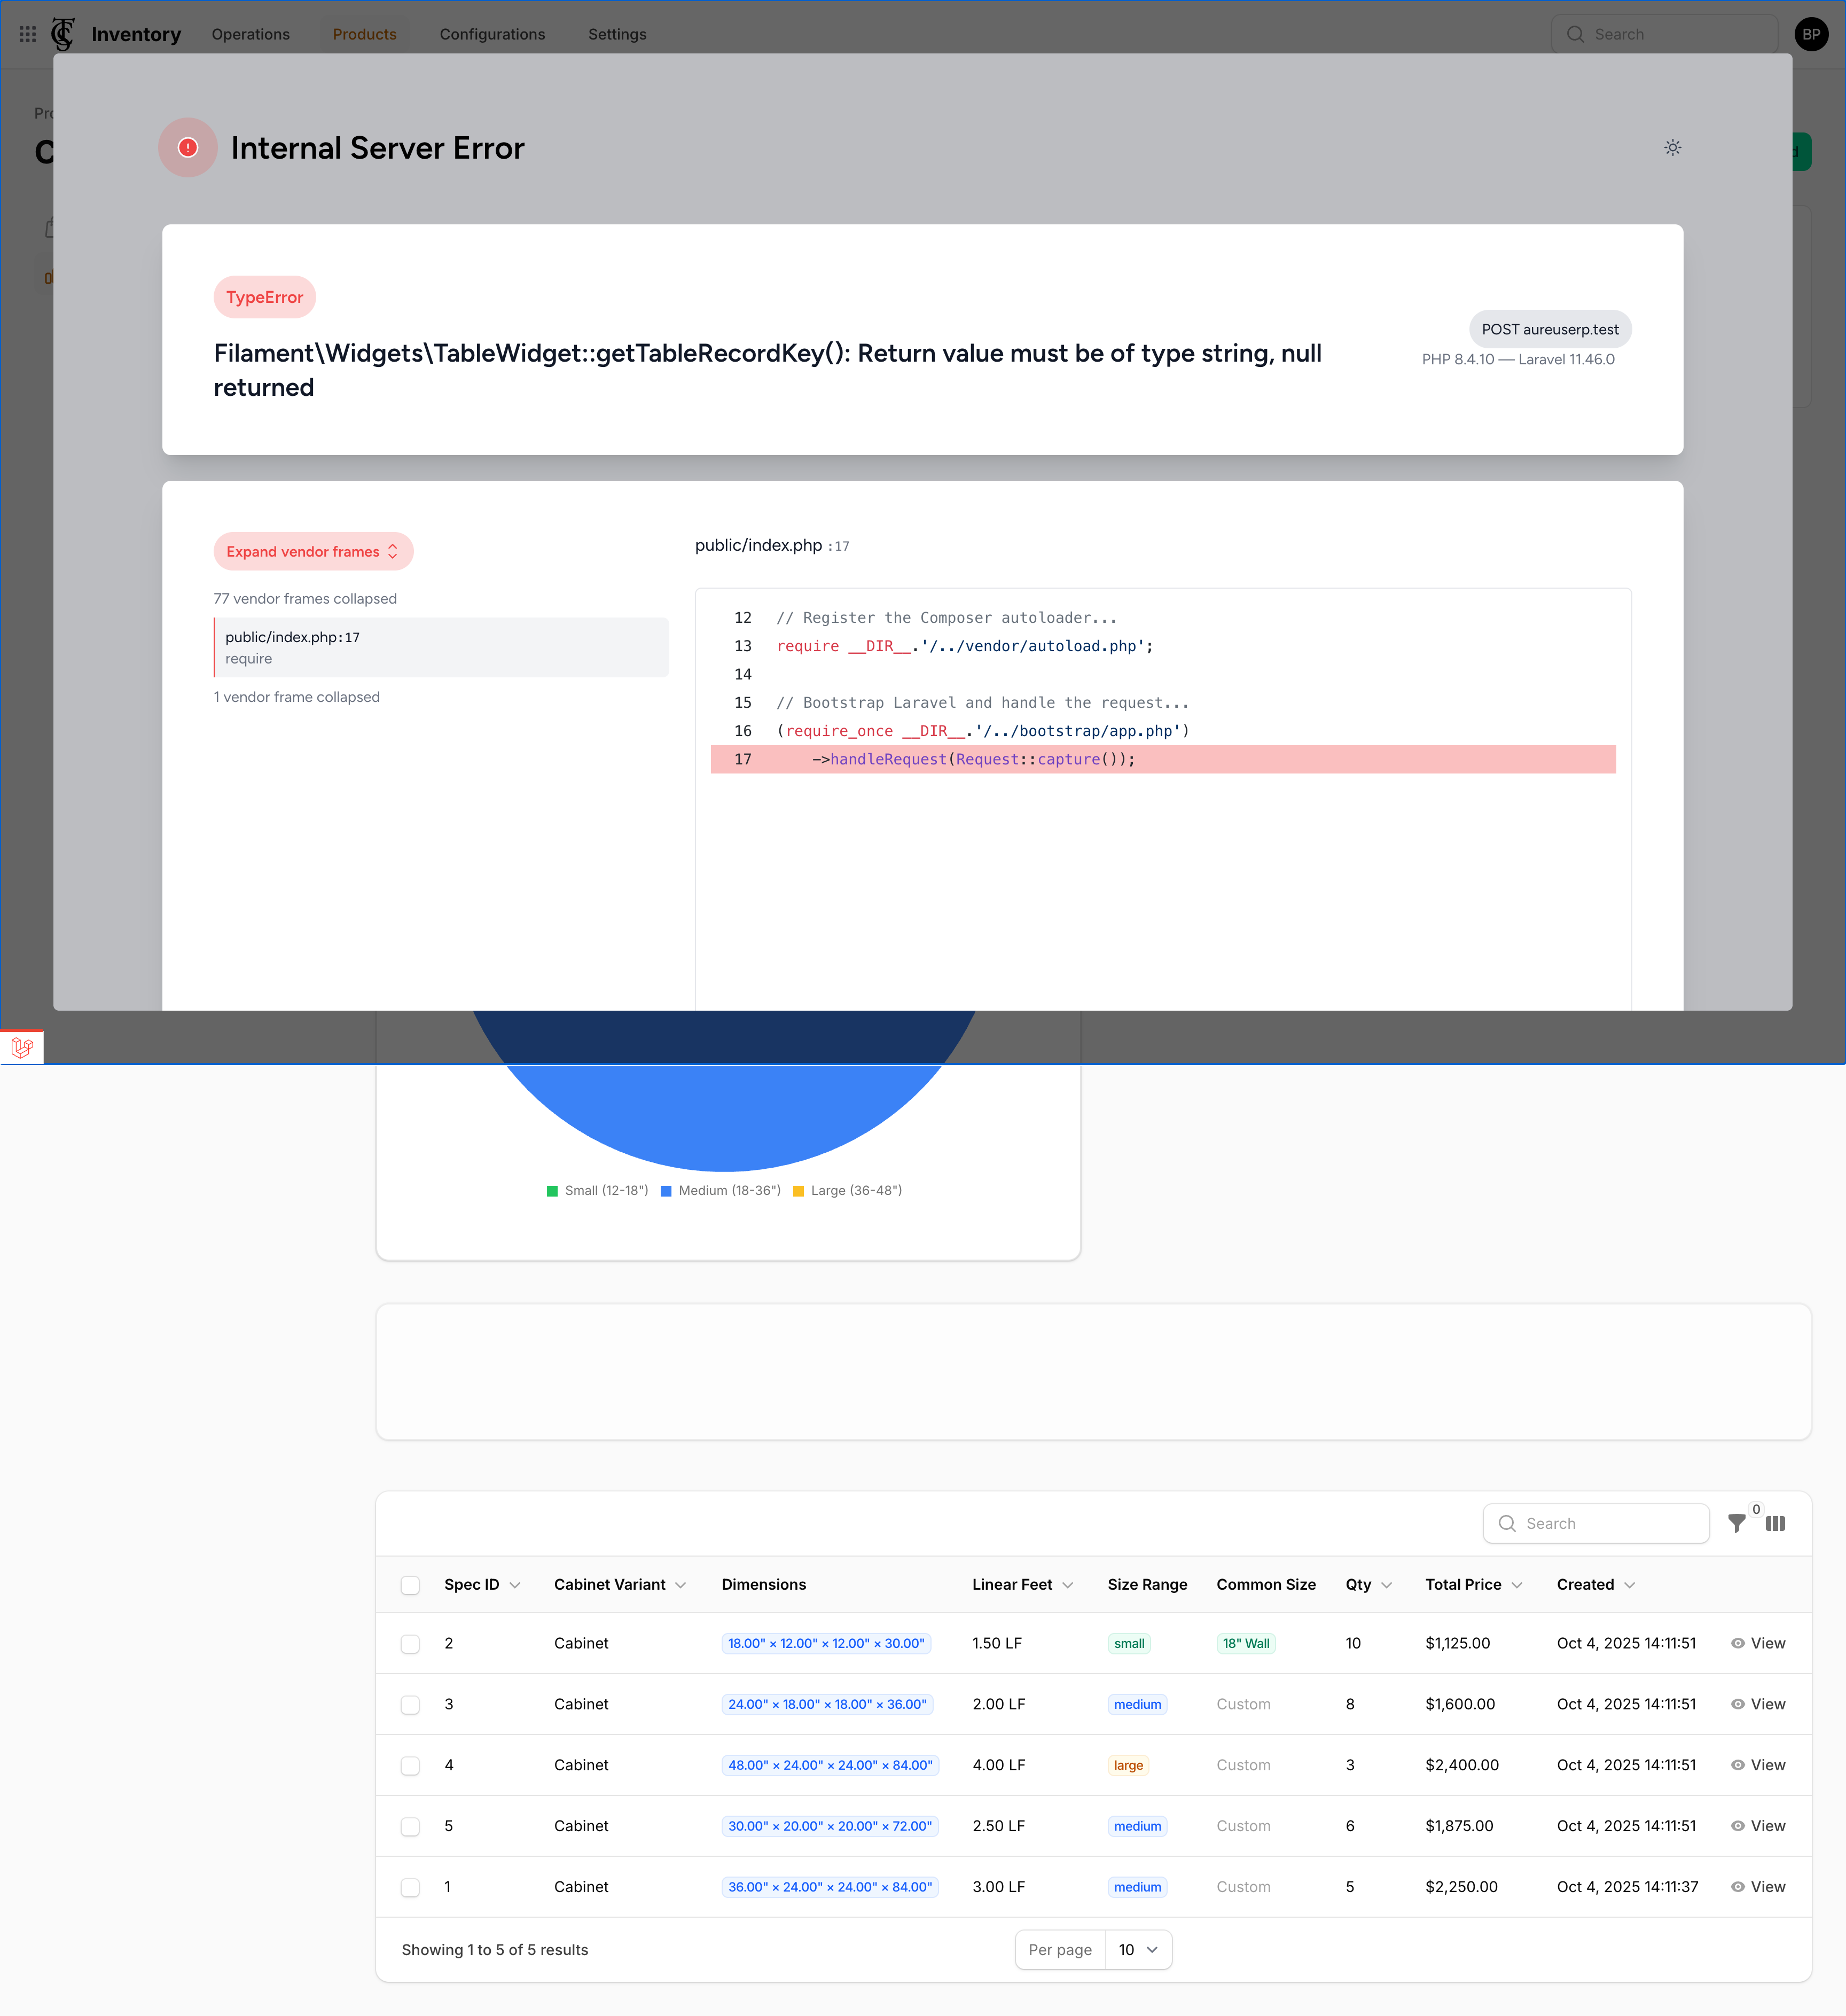 Inventory
Operations
Products
Configurations
Settings
Search
BP
Internal Server Error
TypeError
Filament\Widgets\TableWidget::getTableRecordKey(): Return value must be of type string, null
returned
POST aureuserp.test
PHP 8.4.10 — Laravel 11.46.0
Expand vendor frames
77 vendor frames collapsed
public/index.php:17
require
1 vendor frame collapsed
public/index.php :17
12 // Register the Composer autoloader...
13 require __DIR__.'/../vendor/autoload.php';
14
15 // Bootstrap Laravel and handle the request...
16 (require_once __DIR__.'/../bootstrap/app.php')
17 ->handleRequest(Request::capture());
Small (12-18") Medium (18-36") Large (36-48")
Search
0
Spec ID Cabinet Variant Dimensions Linear Feet Size Range Common Size Qty Total Price Created
2 Cabinet 18.00" × 12.00" × 12.00" × 30.00" 1.50 LF small 18" Wall 10 $1,125.00 Oct 4, 2025 14:11:51 View
3 Cabinet 24.00" × 18.00" × 18.00" × 36.00" 2.00 LF medium Custom 8 $1,600.00 Oct 4, 2025 14:11:51 View
4 Cabinet 48.00" × 24.00" × 24.00" × 84.00" 4.00 LF large Custom 3 $2,400.00 Oct 4, 2025 14:11:51 View
5 Cabinet 30.00" × 20.00" × 20.00" × 72.00" 2.50 LF medium Custom 6 $1,875.00 Oct 4, 2025 14:11:51 View
1 Cabinet 36.00" × 24.00" × 24.00" × 84.00" 3.00 LF medium Custom 5 $2,250.00 Oct 4, 2025 14:11:37 View
Showing 1 to 5 of 5 results
Per page 10